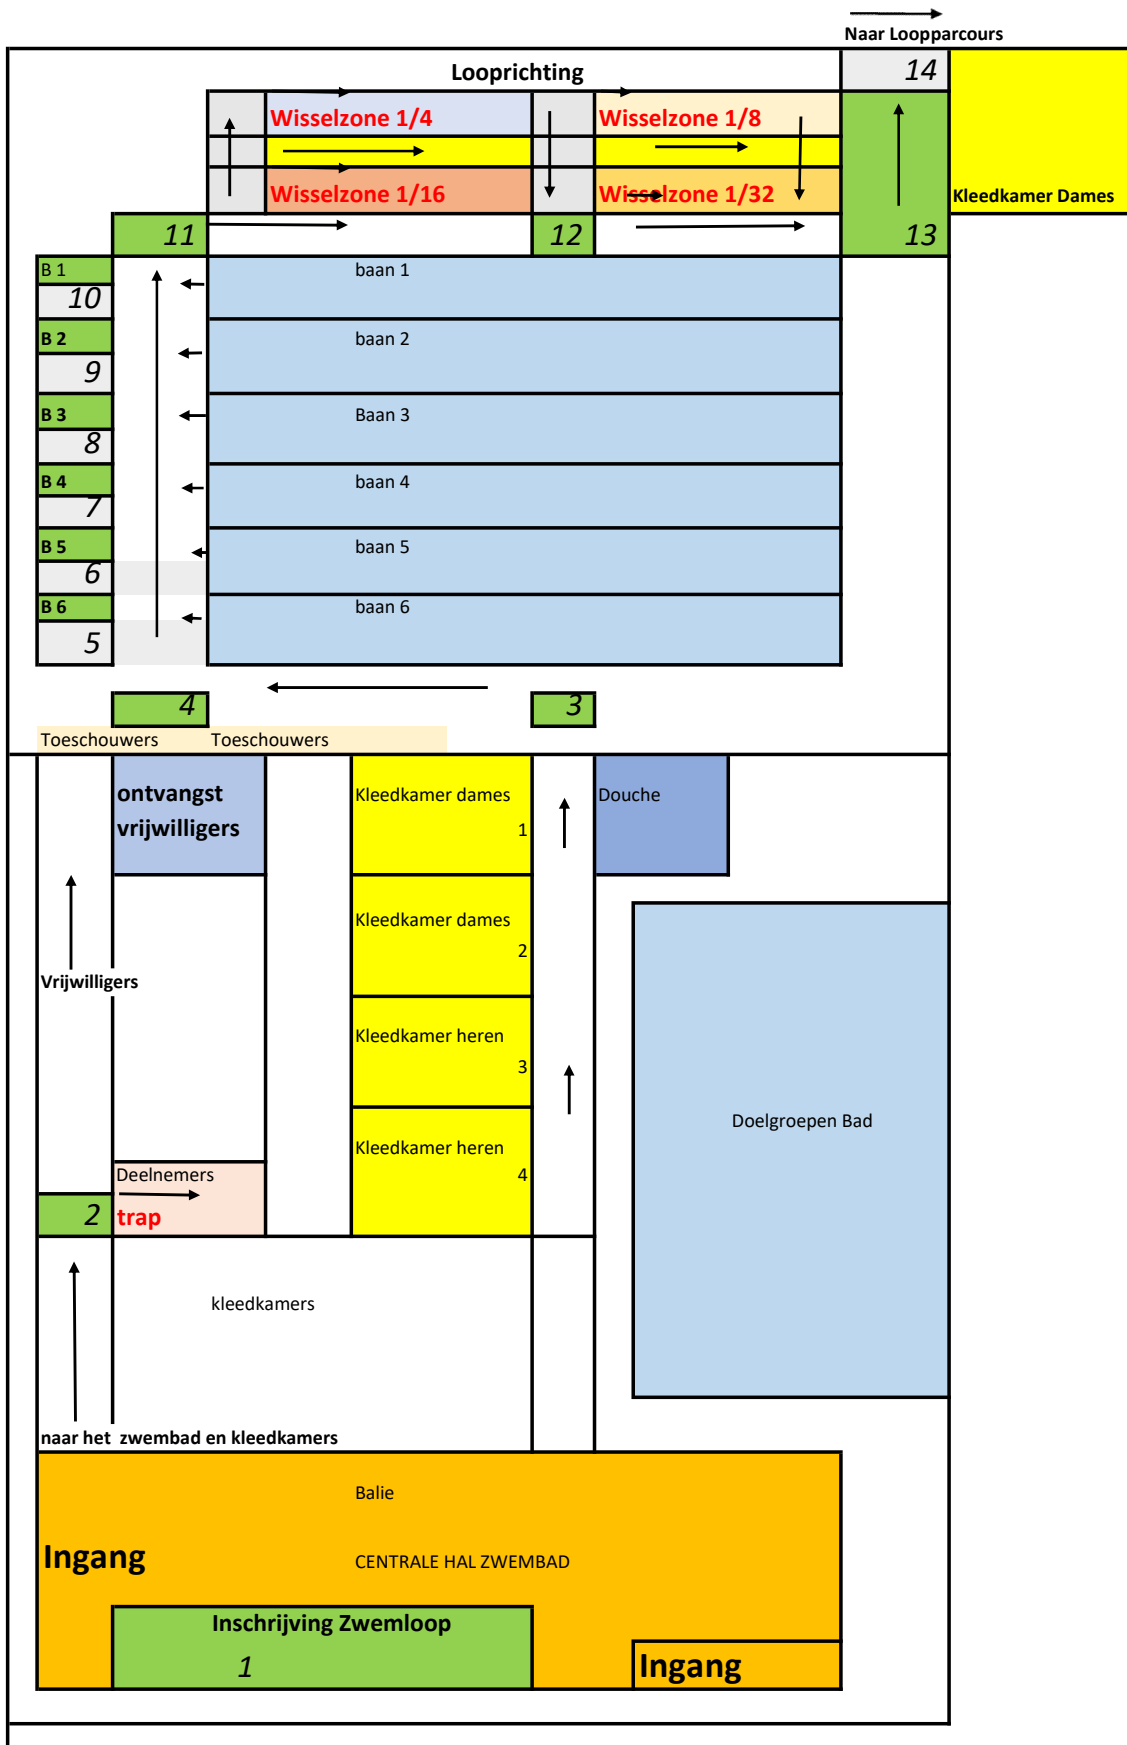 Naar Loopparcours
Looprichting
14
Wisselzone 1/4
Wisselzone 1/8
Wisselzone 1/16
Wisselzone 1/32
Kleedkamer Dames
11
12
13
B 1
baan 1
10
B 2
baan 2
9
B 3
Baan 3
8
B 4
baan 4
7
B 5
baan 5
6
B 6
baan 6
5
4
3
Toeschouwers
Toeschouwers
ontvangst
vrijwilligers
Kleedkamer dames
1
Douche
Kleedkamer dames
2
Vrijwilligers
Kleedkamer heren
3
Doelgroepen Bad
Kleedkamer heren
4
Deelnemers
2
trap
kleedkamers
naar het zwembad en kleedkamers
Balie
Ingang
CENTRALE HAL ZWEMBAD
Inschrijving Zwemloop
1
Ingang